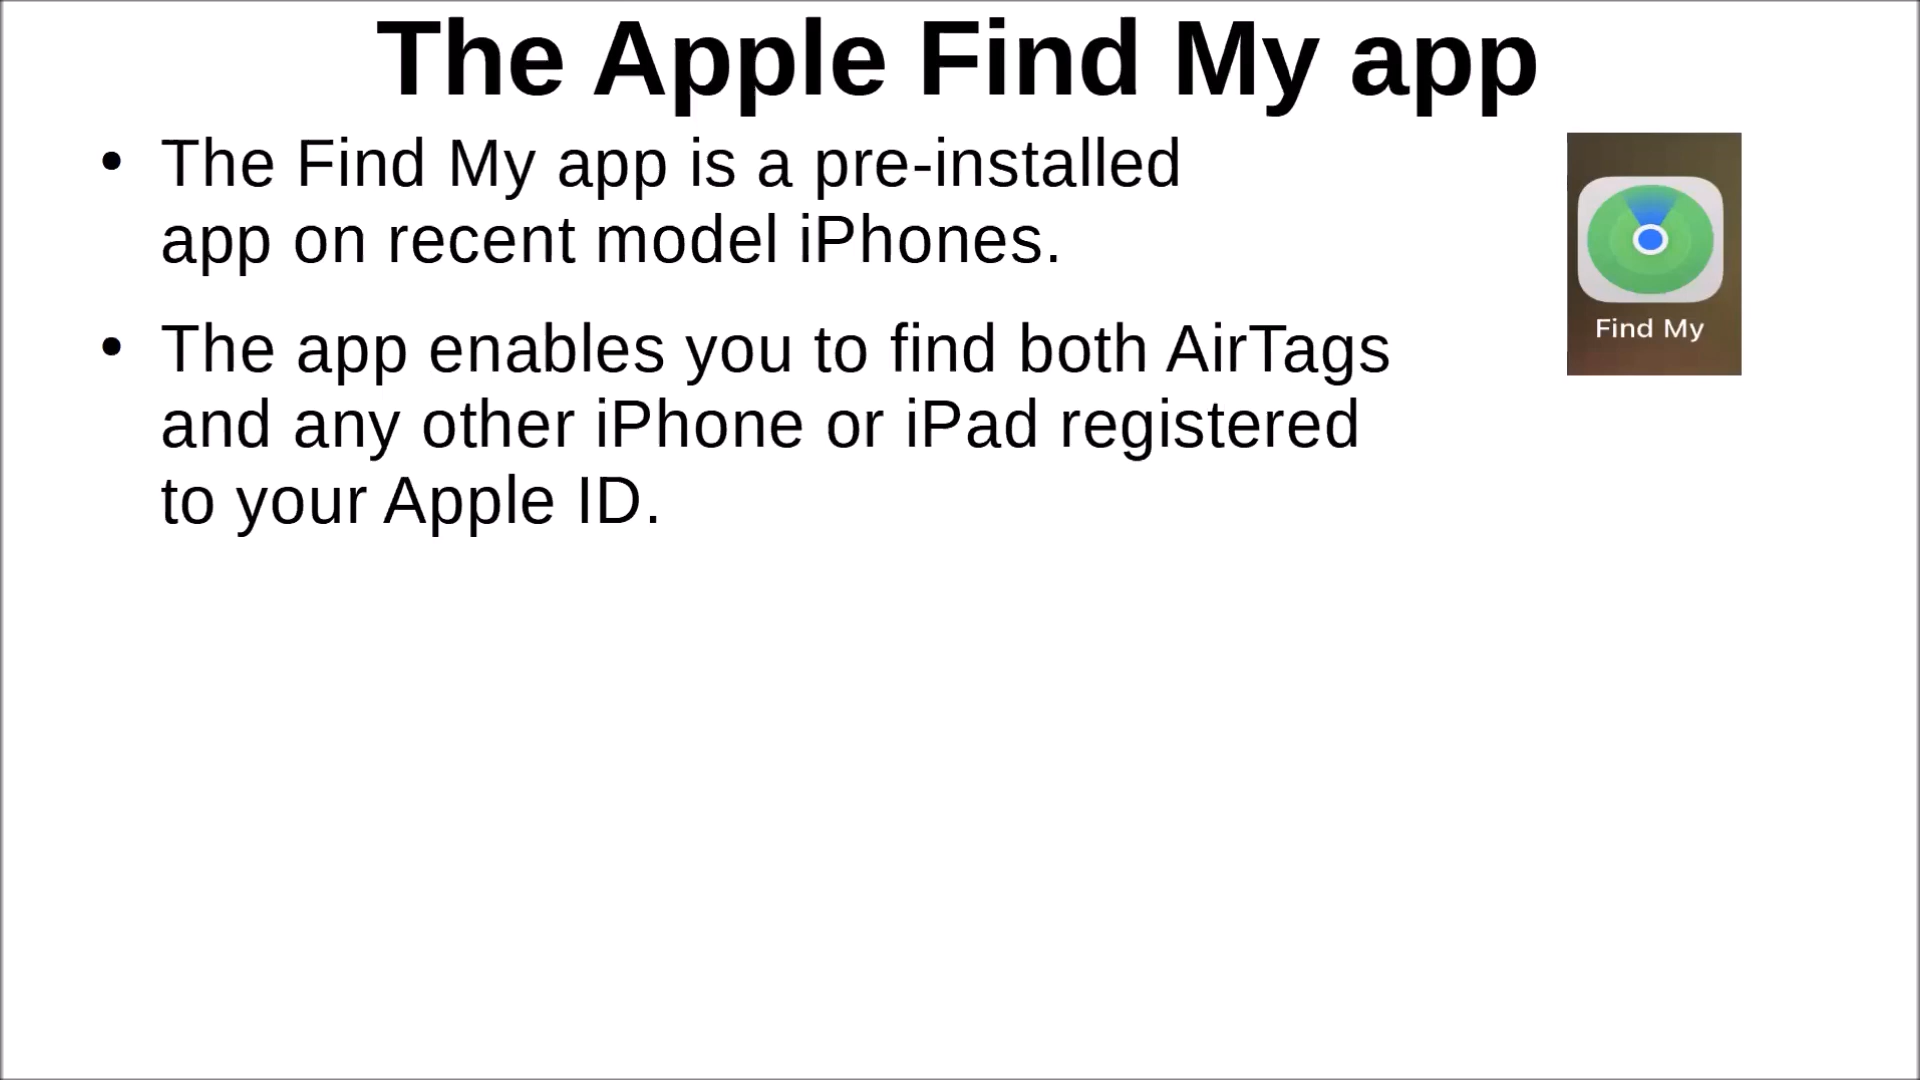 The Apple Find My app
• The Find My app is a pre-installed
app on recent model iPhones.
• The app enables you to find both AirTags
and any other iPhone or iPad registered
to your Apple ID.
Find My